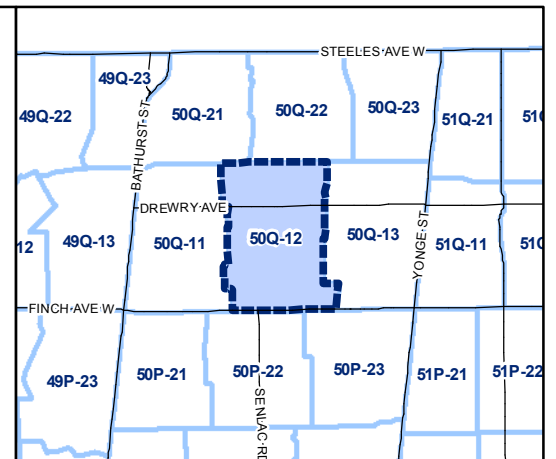 STEELES AVE W
49Q-23
49Q-22
50Q-21
50Q-22
50Q-23
51Q-21
BATHURST ST
DREWRY AVE
49Q-13
50Q-11
50Q-12
50Q-13
YONGE ST
51Q-11
FINCH AVE W
49P-23
50P-21
50P-22
50P-23
51P-21
51P-22
SENLAC RD